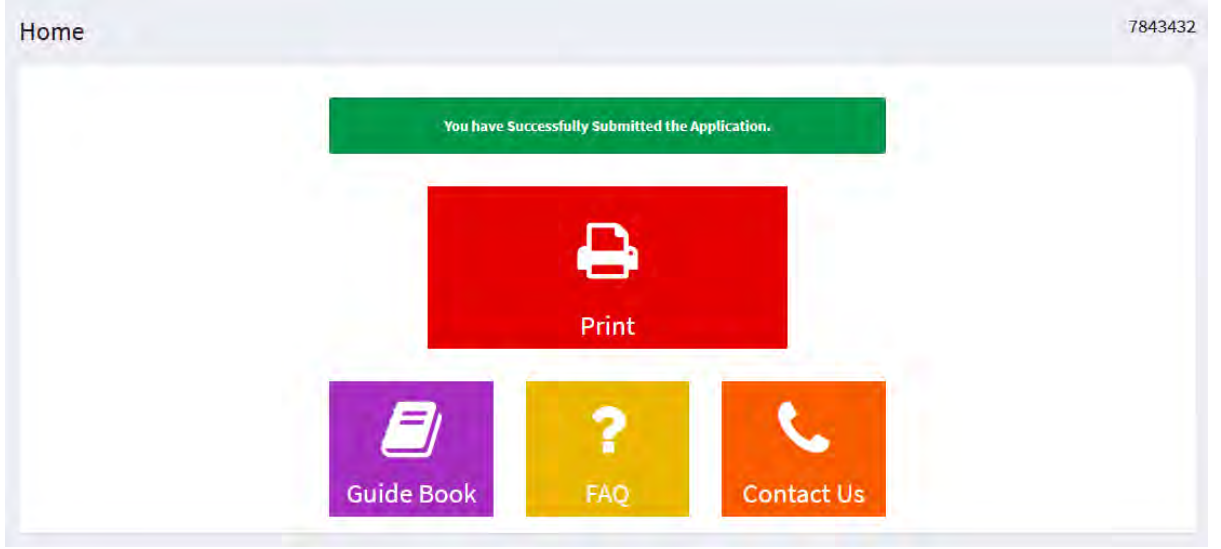 Home
7843432
You have Successfully Submitted the Application.
Print
Guide Book
FAQ
Contact Us